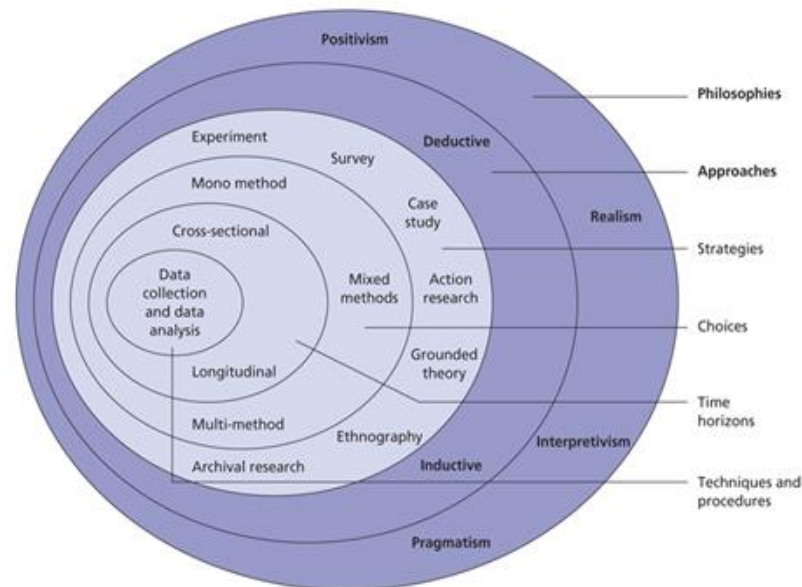 Positivism
Philosophies
Deductive
Experiment
Survey
Approaches
Mono method
Case
study
Realism
Cross-sectional
Strategies
Data
collection
and data
analysis
Mixed
methods
Action
research
Choices
Longitudinal
Grounded
theory
Time
horizons
Multi-method
Ethnography
Interpretivism
Archival research
Inductive
Techniques and
procedures
Pragmatism